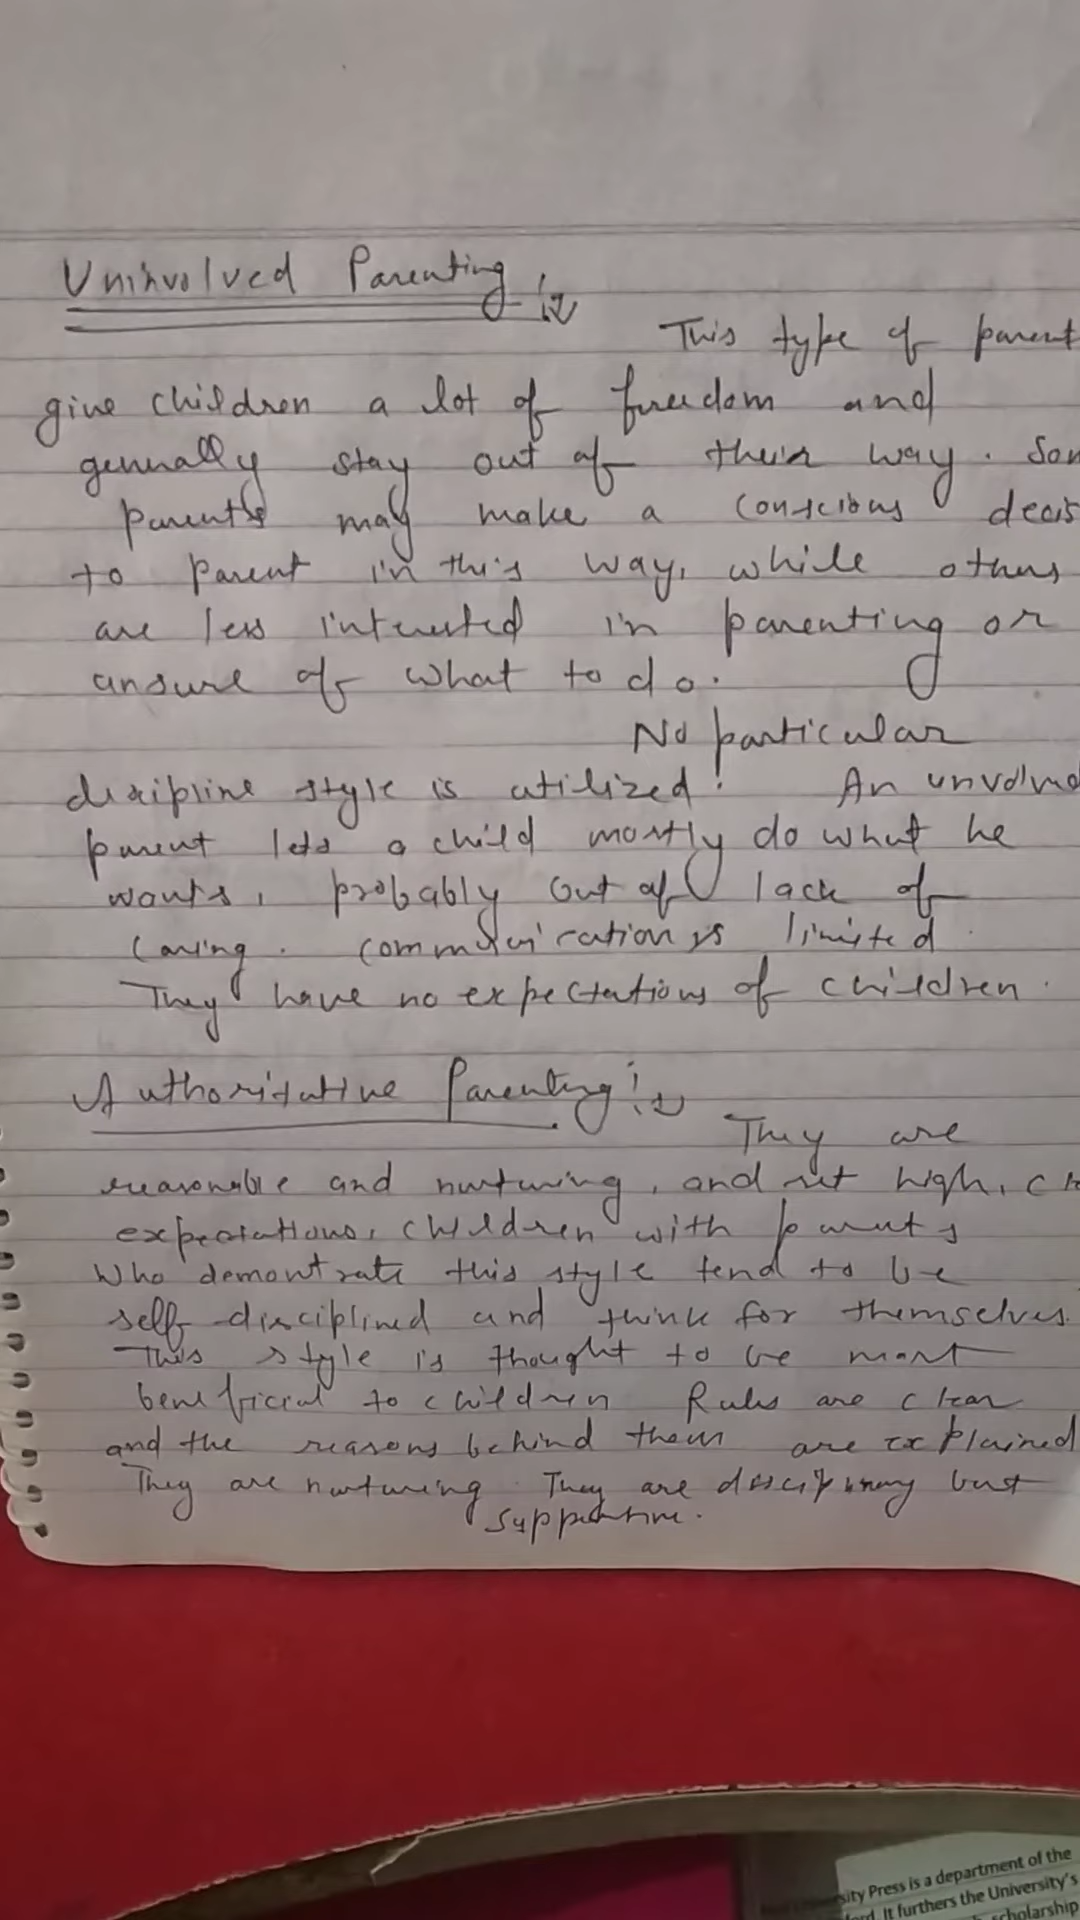 Uninvolved Parenting :-
This type of parent
give children a lot of freedom and
generally stay out of their way. Som
parents may make a conscious decis
to parent in this way, while others
are less interested in parenting or
ansure of what to do.
No particular
discipline style is utilized. An unvolved
parent lets a child mostly do what he
wants, probably out of lack of
caring. communication is limited.
They have no expectations of children.
Authoritative Parenting :-
They are
reasonable and nurturing, and set high, cl
expectations. children with parents
Who demontrate this style tend to be
self-disciplined and think for themselves.
This style is thought to be most
beneficial to children Rules are clear
and the reasons behind them are explained
They are nurturing. They are but
supportive.
sity Press is a department of the
ord. It furthers the University's
scholarship